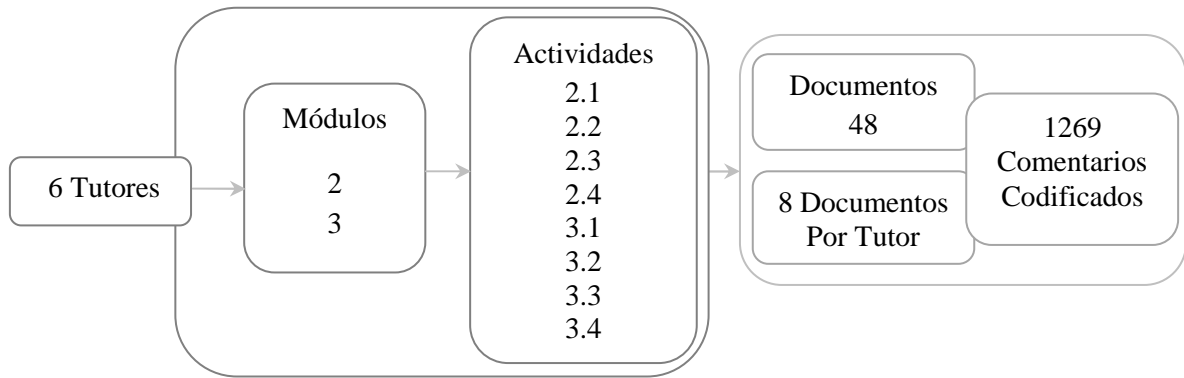 6 Tutores
Módulos
2
3
Actividades
2.1
2.2
2.3
2.4
3.1
3.2
3.3
3.4
Documentos
48
8 Documentos
Por Tutor
1269
Comentarios
Codificados